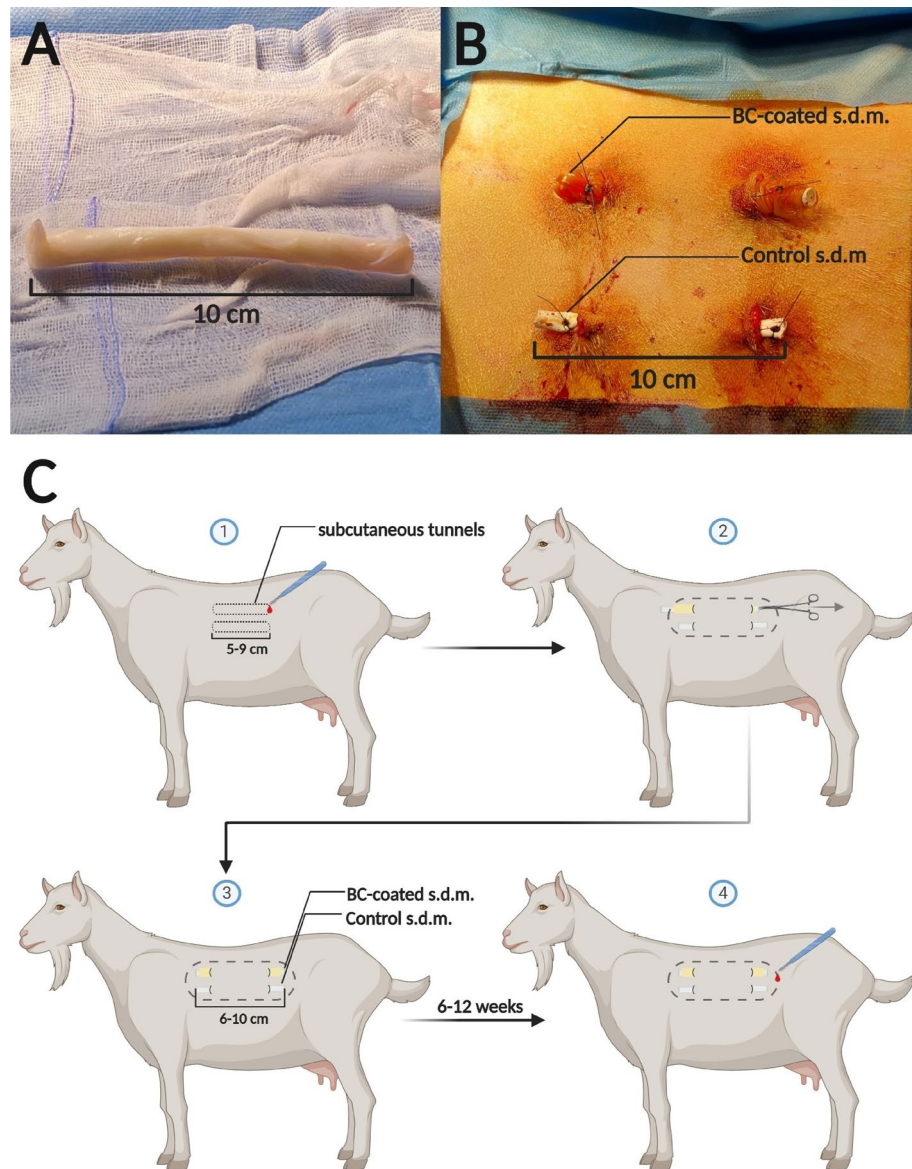 A
B
BC-coated s.d.m.
Control s.d.m
10 cm
10 cm
C
1
subcutaneous tunnels
5-9 cm
2
3
BC-coated s.d.m.
Control s.d.m.
6-10 cm
6-12 weeks
4